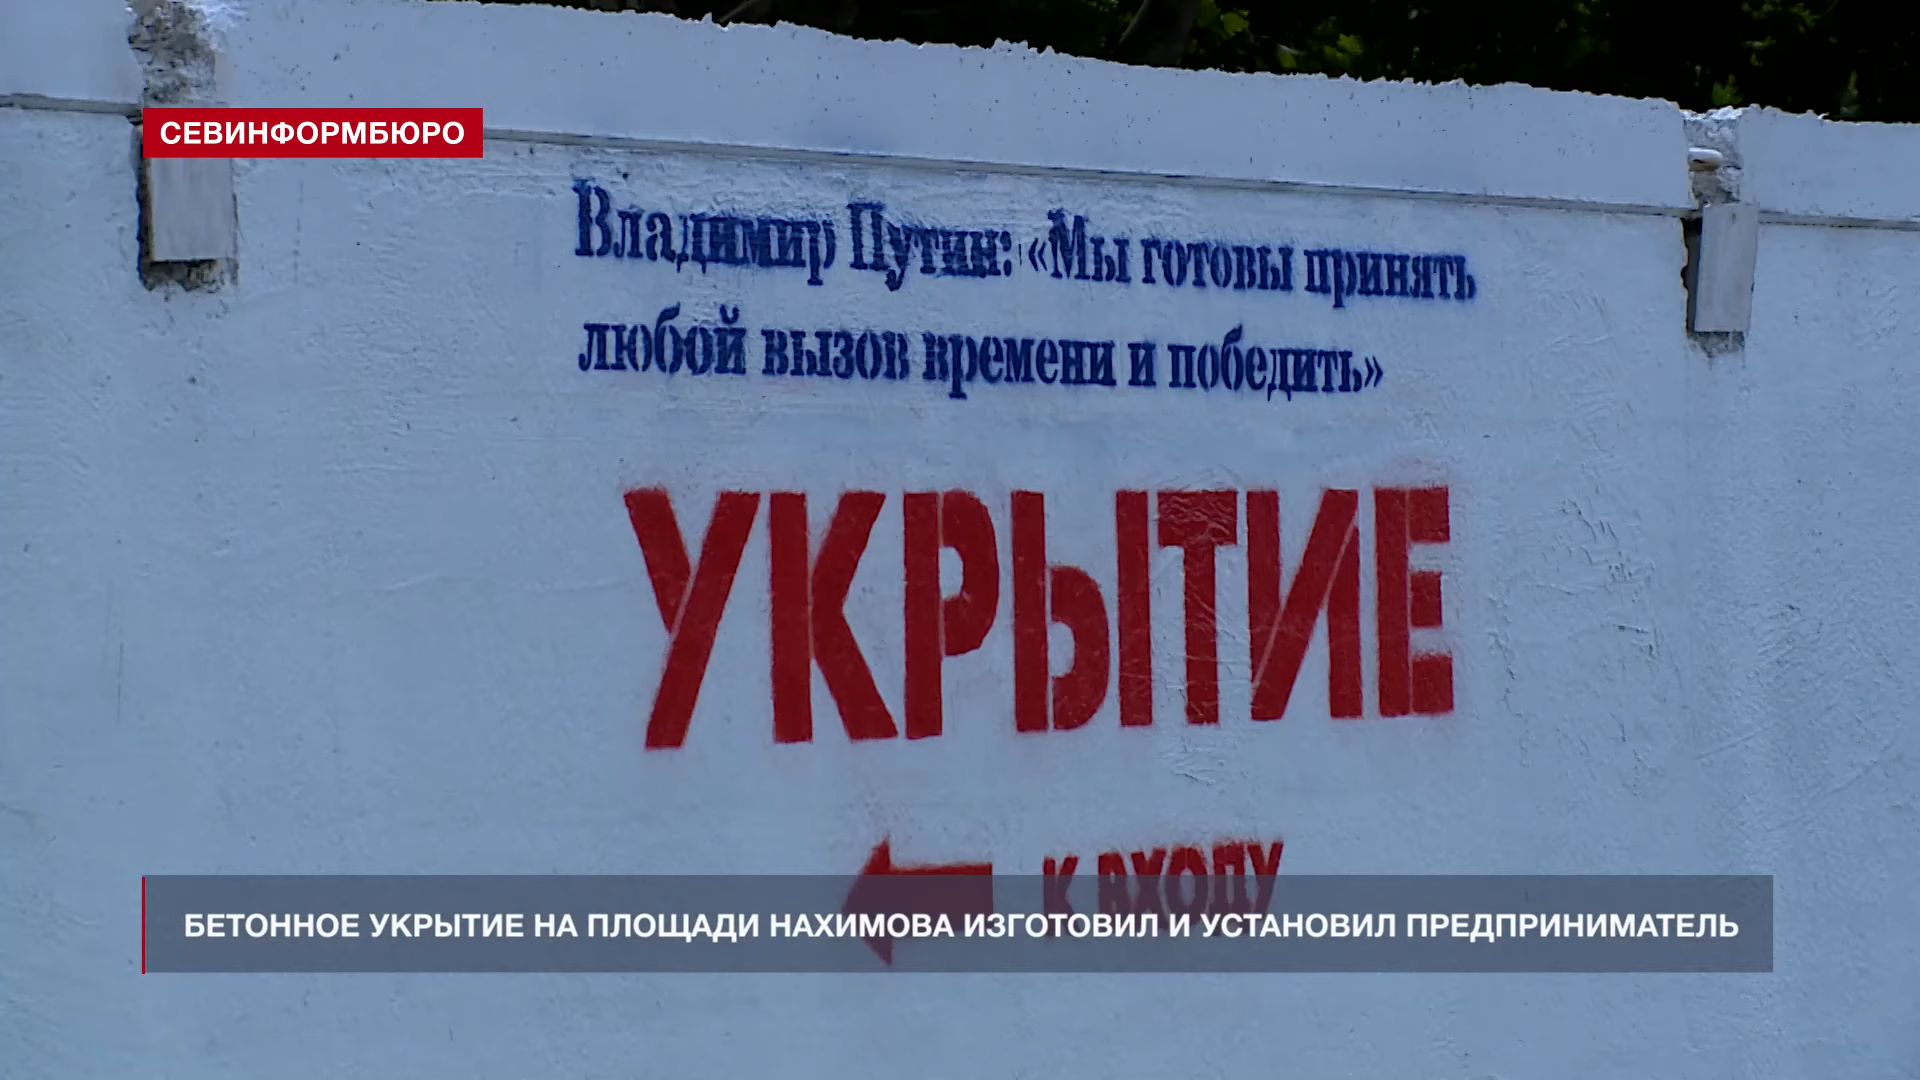 СЕВИНФОРМБЮРО
Владимир Путин: «Мы готовы принять
любой вызов времени и победить»
УКРЫТИЕ
К ВХОДУ
БЕТОННОЕ УКРЫТИЕ НА ПЛОЩАДИ НАХИМОВА ИЗГОТОВИЛ И УСТАНОВИЛ ПРЕДПРИНИМАТЕЛЬ